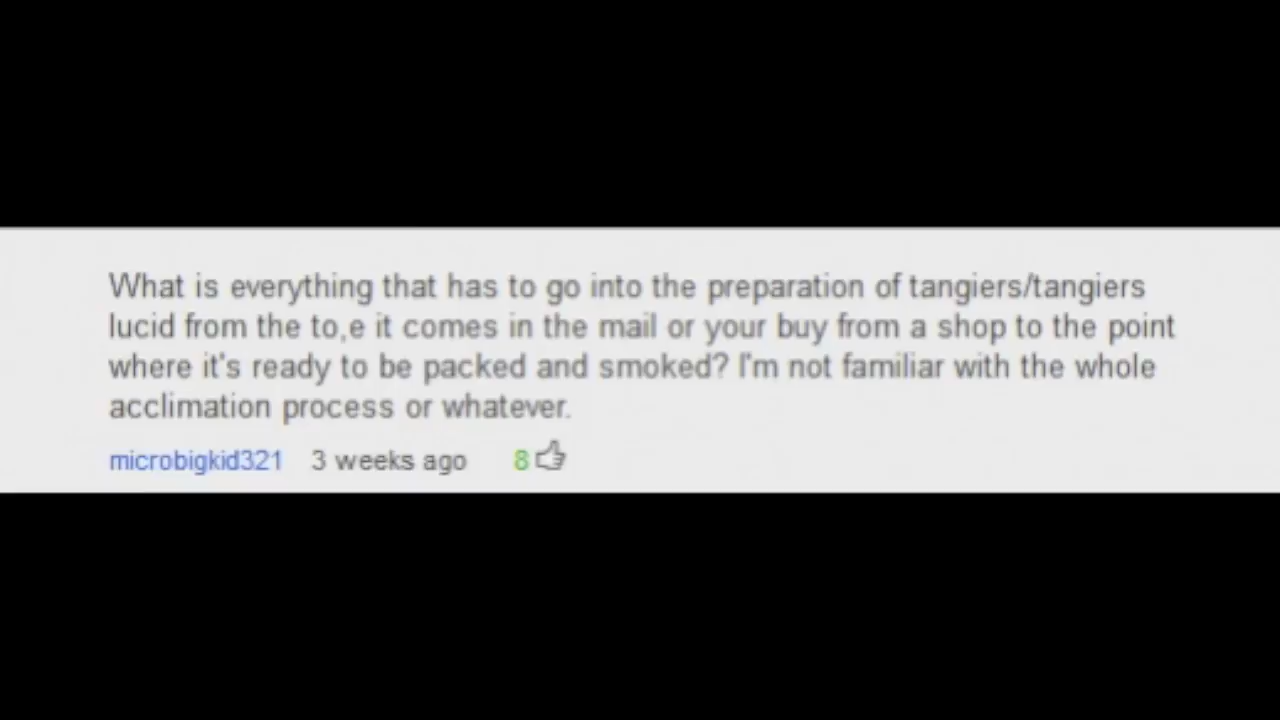 What is everything that has to go into the preparation of tangiers/tangiers
lucid from the to,e it comes in the mail or your buy from a shop to the point
where it's ready to be packed and smoked? I'm not familiar with the whole
acclimation process or whatever.
microbigkid321 3 weeks ago 8